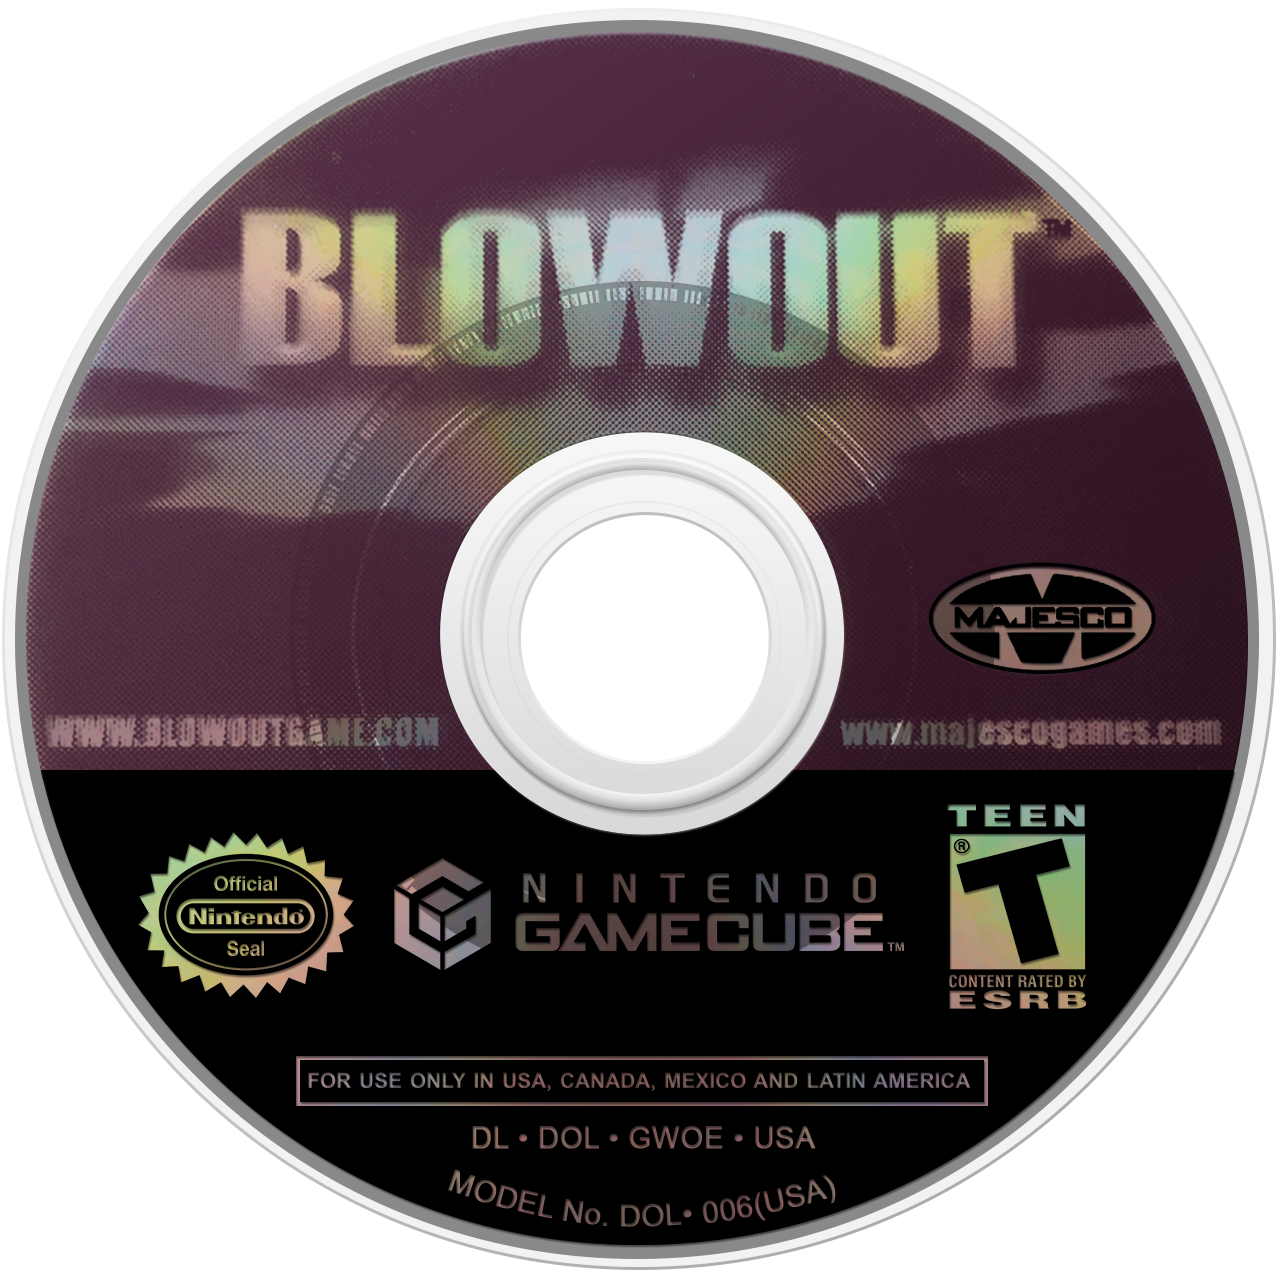 BLOWOUT™
MAJESCO
WWW.BLOWOUTGAME.COM
www.majescogames.com
Official
Nintendo®
Seal
NINTENDO
GAMECUBE™
TEEN
®
T
CONTENT RATED BY
ESRB
FOR USE ONLY IN USA, CANADA, MEXICO AND LATIN AMERICA
DL • DOL • GWOE • USA
MODEL No. DOL• 006(USA)